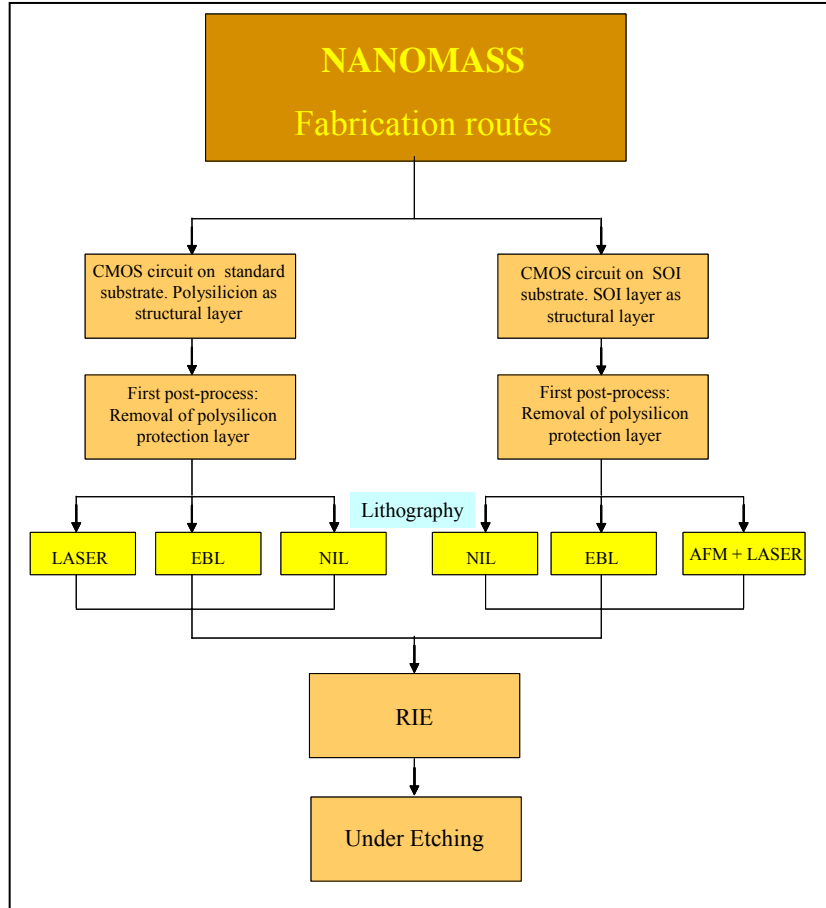 NANOMASS
Fabrication routes
CMOS circuit on standard
substrate. Polysilicion as
structural layer
CMOS circuit on SOI
substrate. SOI layer as
structural layer
First post-process:
Removal of polysilicon
protection layer
First post-process:
Removal of polysilicon
protection layer
Lithography
LASER
EBL
NIL
NIL
EBL
AFM + LASER
RIE
Under Etching